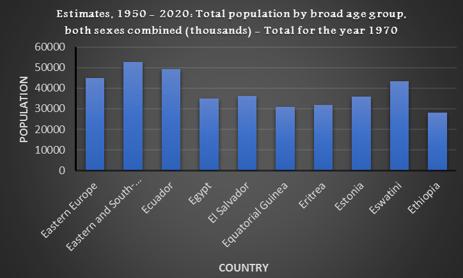 Estimates, 1950 – 2020: Total population by broad age group,
both sexes combined (thousands) – Total for the year 1970
60000
50000
40000
30000
20000
10000
0
POPULATION
Eastern Europe
Eastern and South-...
Ecuador
Egypt
El Salvador
Equatorial Guinea
Eritrea
Estonia
Eswatini
Ethiopia
COUNTRY